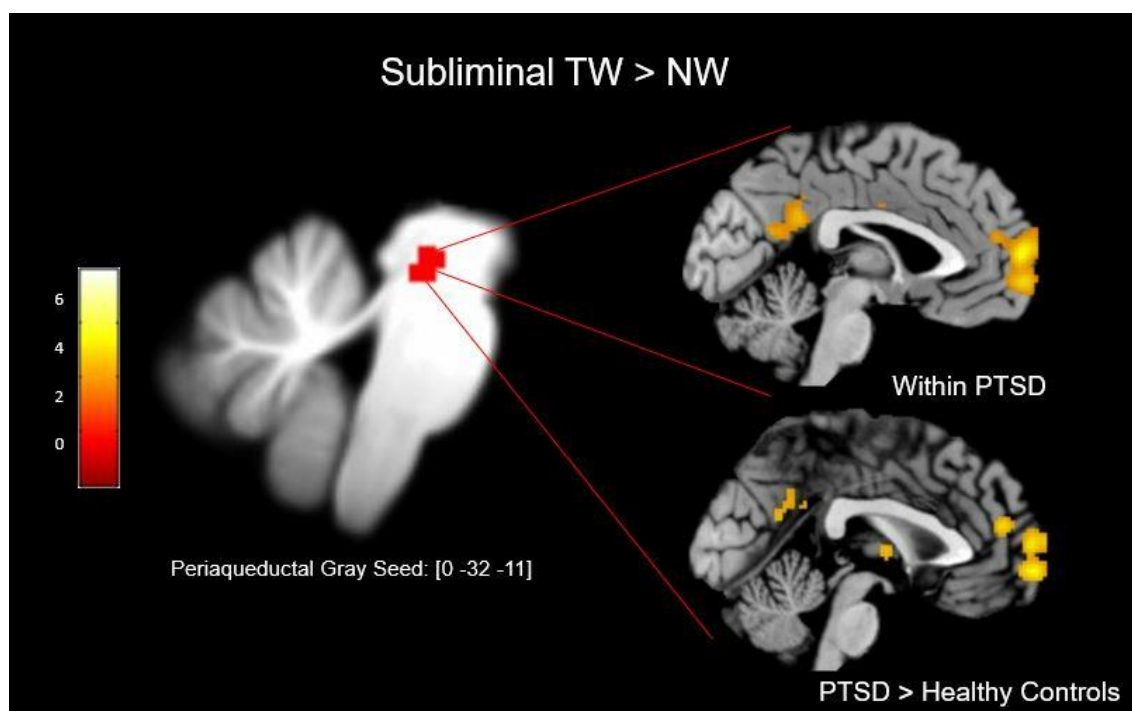 Subliminal TW > NW
6
4
2
0
Within PTSD
Periaqueductal Gray Seed: [0 -32 -11]
PTSD > Healthy Controls